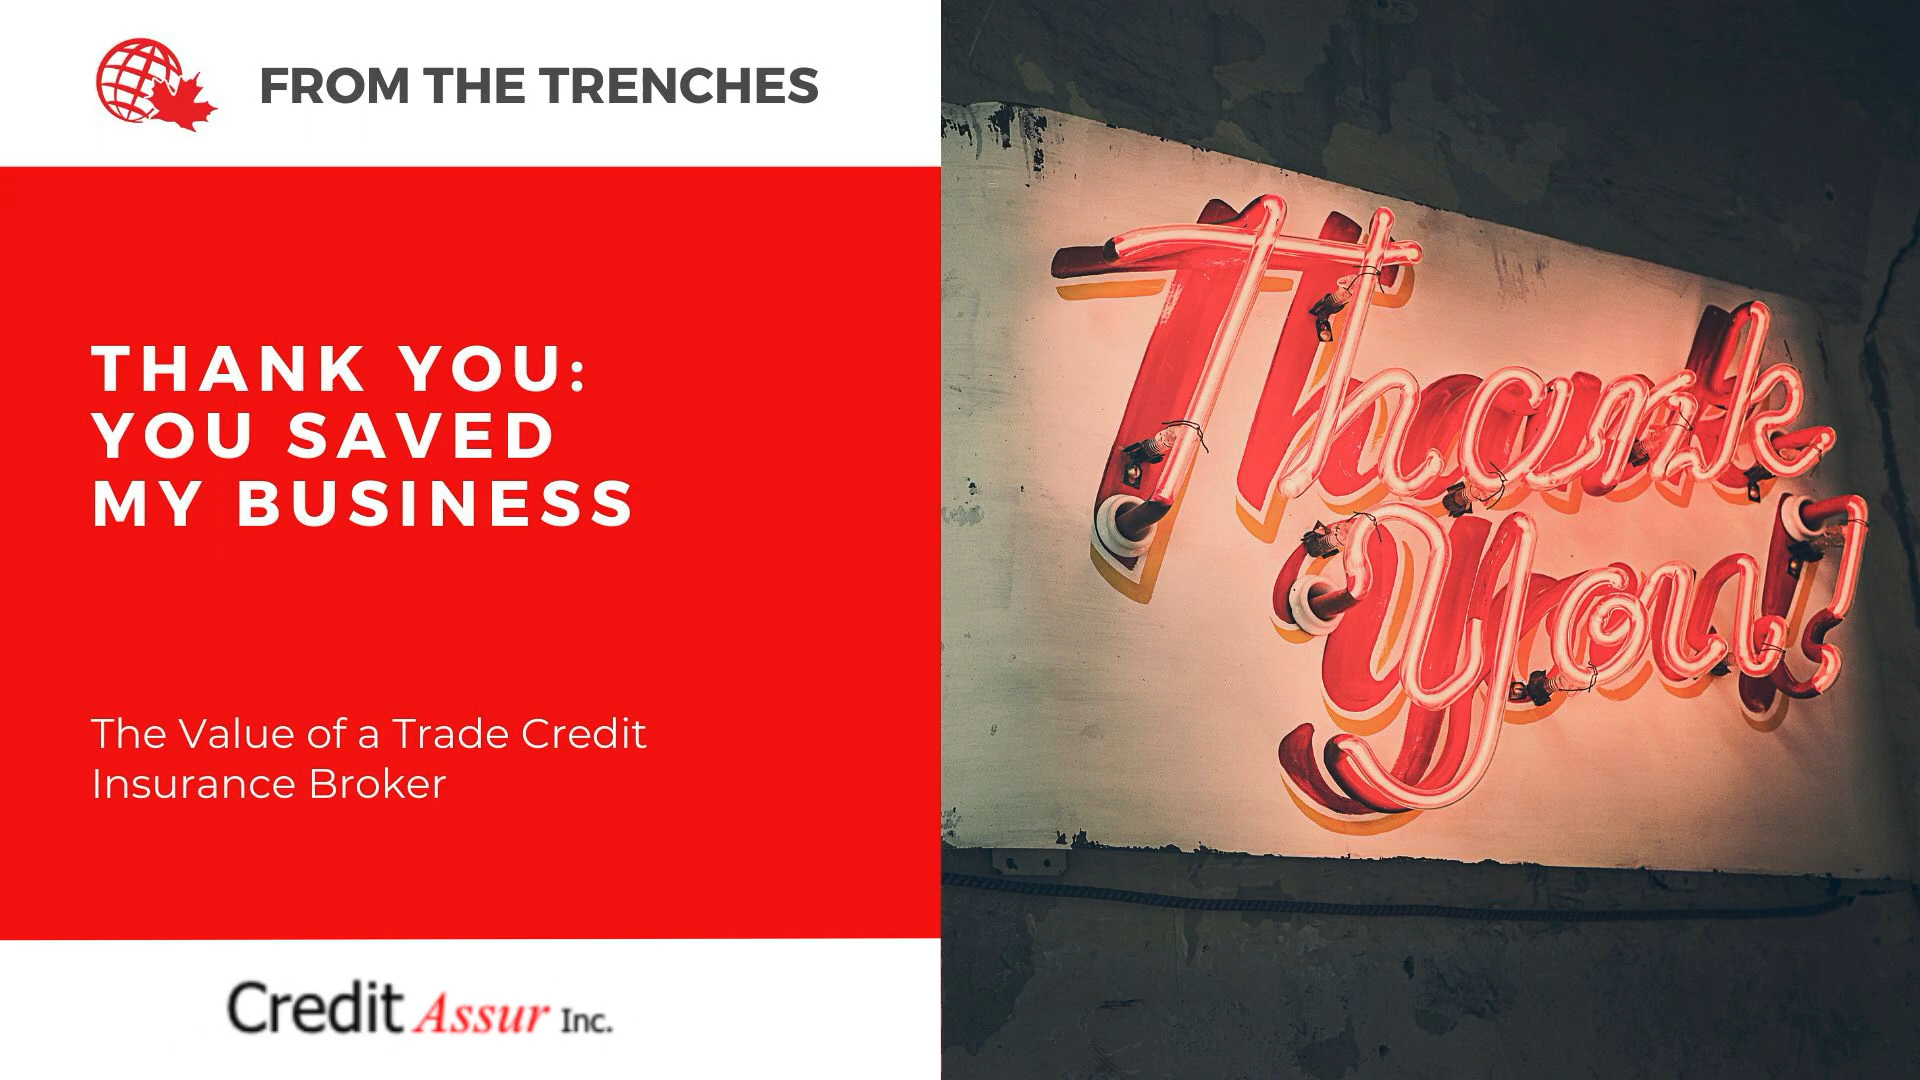 FROM THE TRENCHES
THANK YOU:
YOU SAVED
MY BUSINESS
The Value of a Trade Credit
Insurance Broker
Credit Assur Inc.
Thank
you!